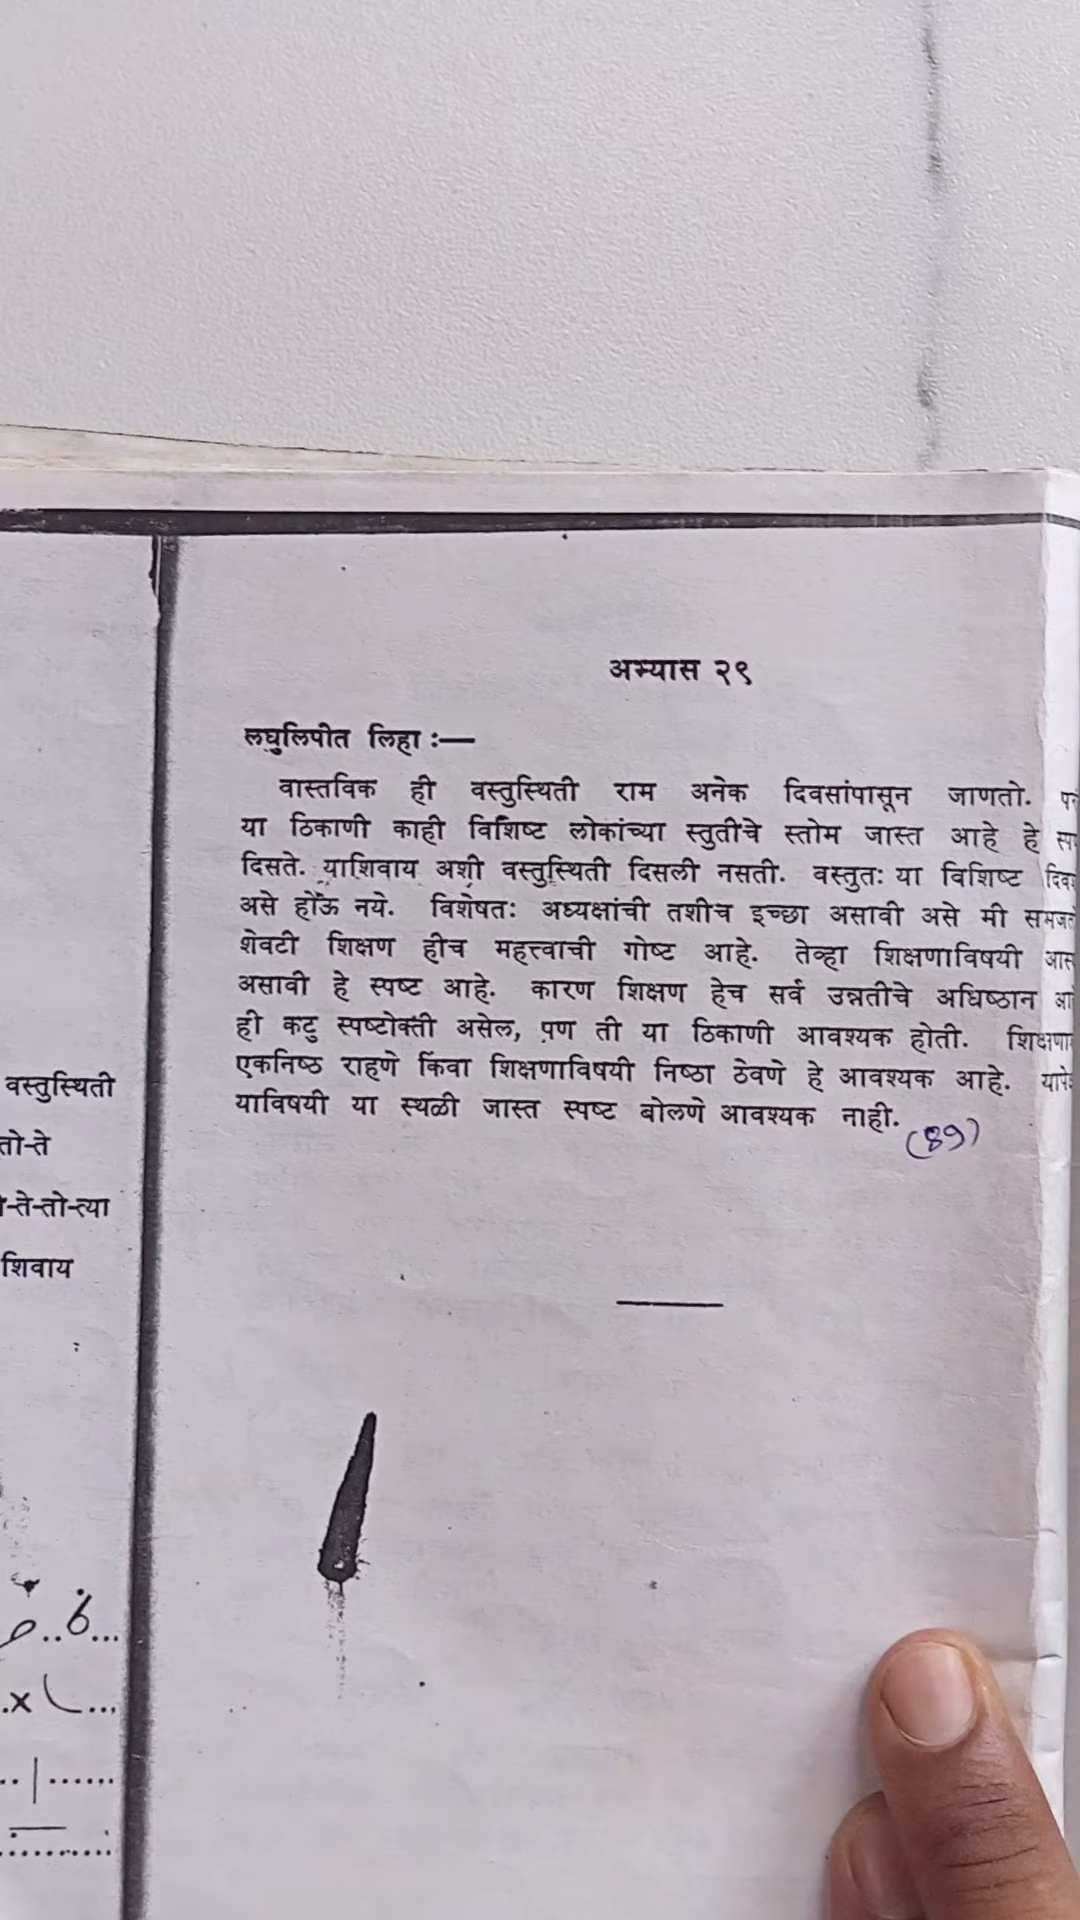 अभ्यास २९
लघुलिपीत लिहा :—
वास्तविक ही वस्तुस्थिती राम अनेक दिवसांपासून जाणतो.
या ठिकाणी काही विशिष्ट लोकांच्या स्तुतीचे स्तोम जास्त आहे हे
दिसते. याशिवाय अशी वस्तुस्थिती दिसली नसती. वस्तुतः या विशिष्ट
असे होऊ नये. विशेषतः अध्यक्षांची तशीच इच्छा असावी असे मी
शेवटी शिक्षण हीच महत्त्वाची गोष्ट आहे. तेव्हा शिक्षणाविषयी
असावी हे स्पष्ट आहे. कारण शिक्षण हेच सर्व उन्नतीचे अधिष्ठान
ही कटु स्पष्टोक्ती असेल, पण ती या ठिकाणी आवश्यक होती.
एकनिष्ठ राहणे किंवा शिक्षणाविषयी निष्ठा ठेवणे हे आवश्यक आहे.
याविषयी या स्थळी जास्त स्पष्ट बोलणे आवश्यक नाही.
(89)
वस्तुस्थिती
तो-ते
-ते-तो-त्या
शिवाय